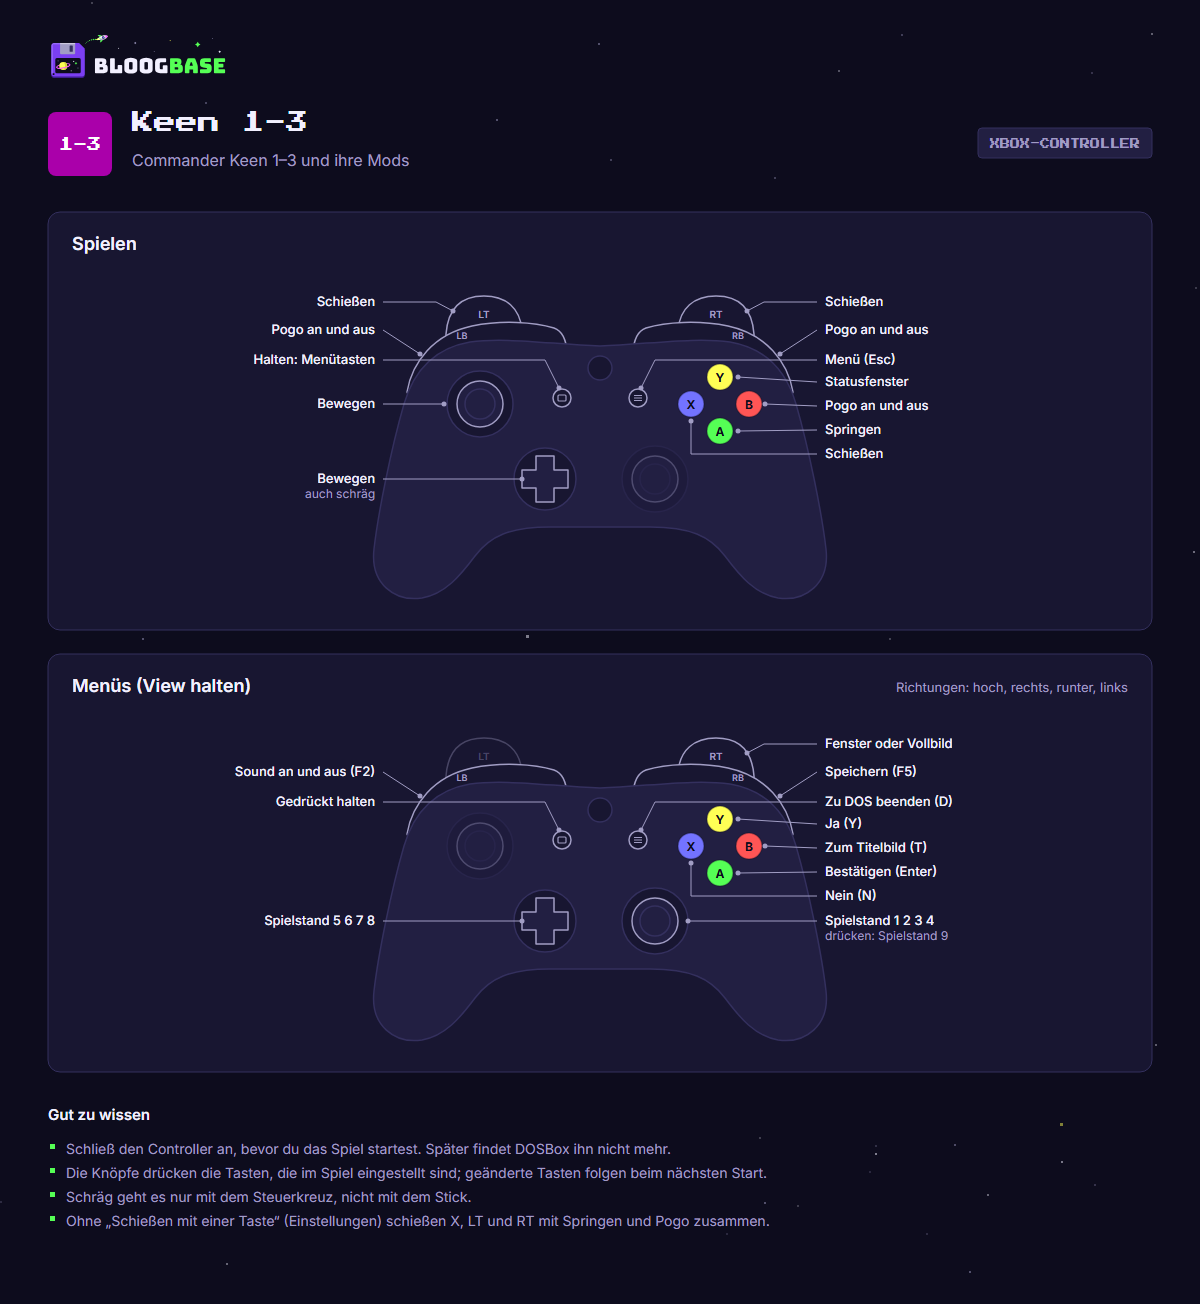 BLOOGBASE
1-3
Keen 1-3
Commander Keen 1–3 und ihre Mods
XBOX-CONTROLLER
Spielen
Schießen
LT
RT
Schießen
Pogo an und aus
LB
RB
Pogo an und aus
Halten: Menütasten
Menü (Esc)
Y
Statusfenster
Bewegen
X
B
Pogo an und aus
A
Springen
Schießen
Bewegen
auch schräg
Menüs (View halten)
Richtungen: hoch, rechts, runter, links
LT
RT
Fenster oder Vollbild
Sound an und aus (F2)
LB
RB
Speichern (F5)
Gedrückt halten
Zu DOS beenden (D)
Y
Ja (Y)
X
B
Zum Titelbild (T)
A
Bestätigen (Enter)
Nein (N)
Spielstand 5 6 7 8
Spielstand 1 2 3 4
drücken: Spielstand 9
Gut zu wissen
Schließ den Controller an, bevor du das Spiel startest. Später findet DOSBox ihn nicht mehr.
Die Knöpfe drücken die Tasten, die im Spiel eingestellt sind; geänderte Tasten folgen beim nächsten Start.
Schräg geht es nur mit dem Steuerkreuz, nicht mit dem Stick.
Ohne „Schießen mit einer Taste“ (Einstellungen) schießen X, LT und RT mit Springen und Pogo zusammen.